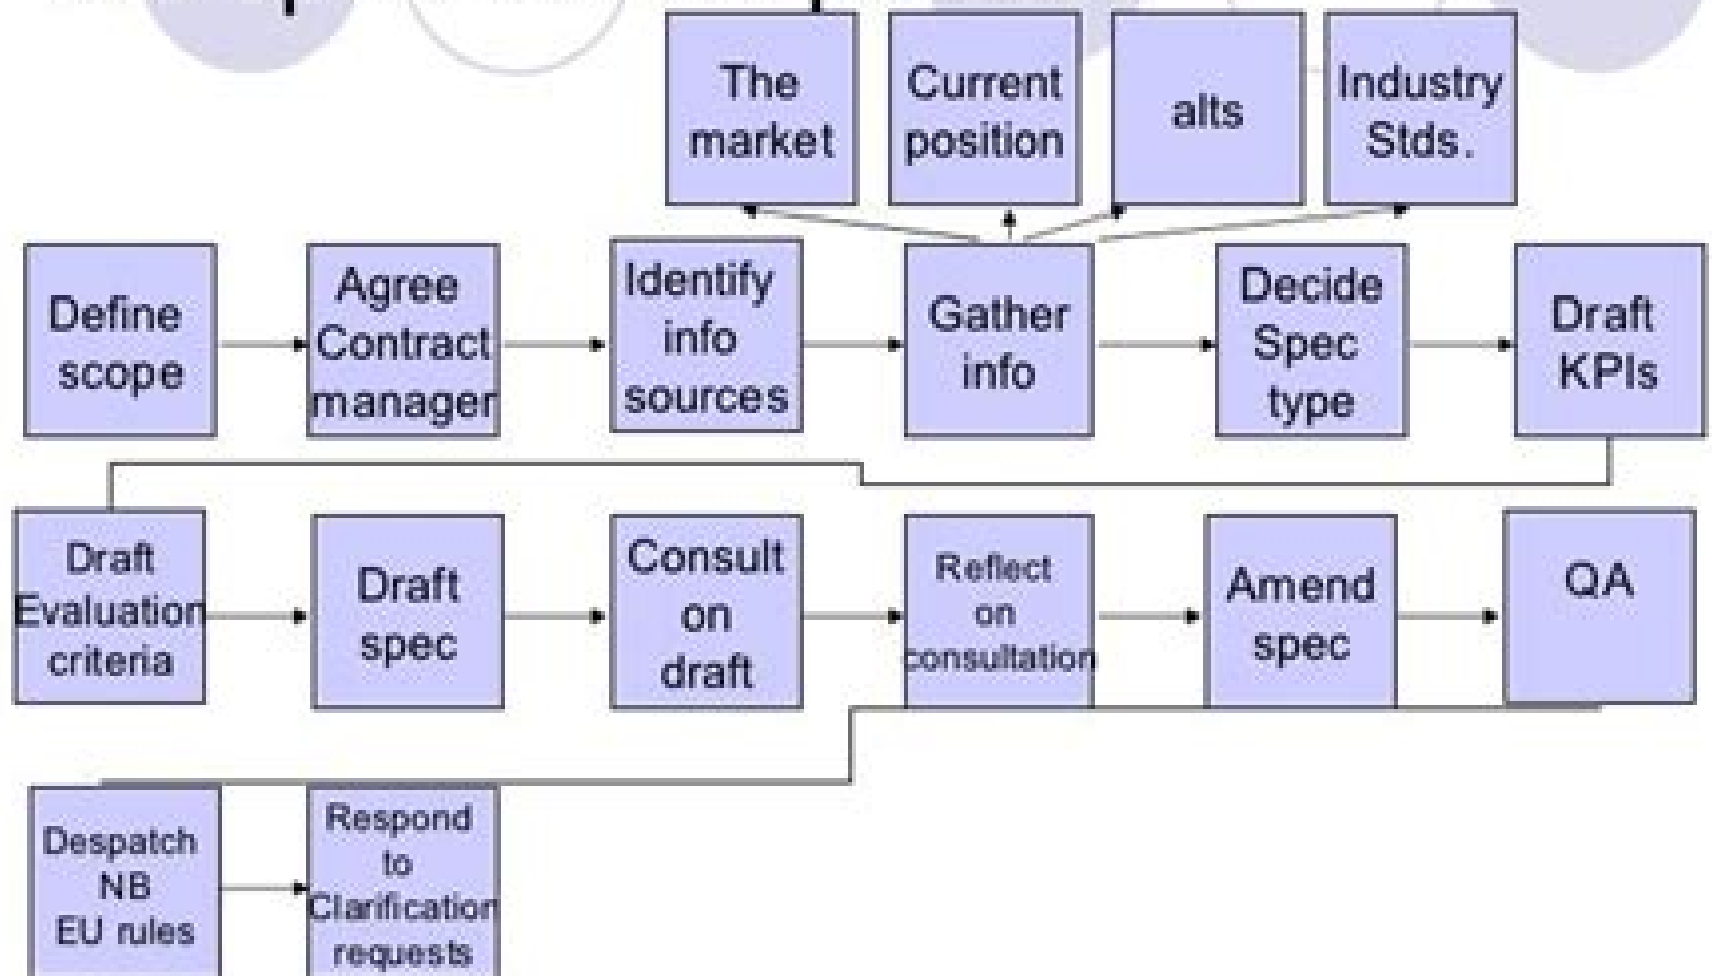 The
market
Current
position
alts
Industry
Stds.
Define
scope
Agree
Contract
manager
Identify
info
sources
Gather
info
Decide
Spec
type
Draft
KPIs
Draft
Evaluation
criteria
Draft
spec
Consult
on
draft
Reflect
on
consultation
Amend
spec
QA
Despatch
NB
EU rules
Respond
to
Clarification
requests